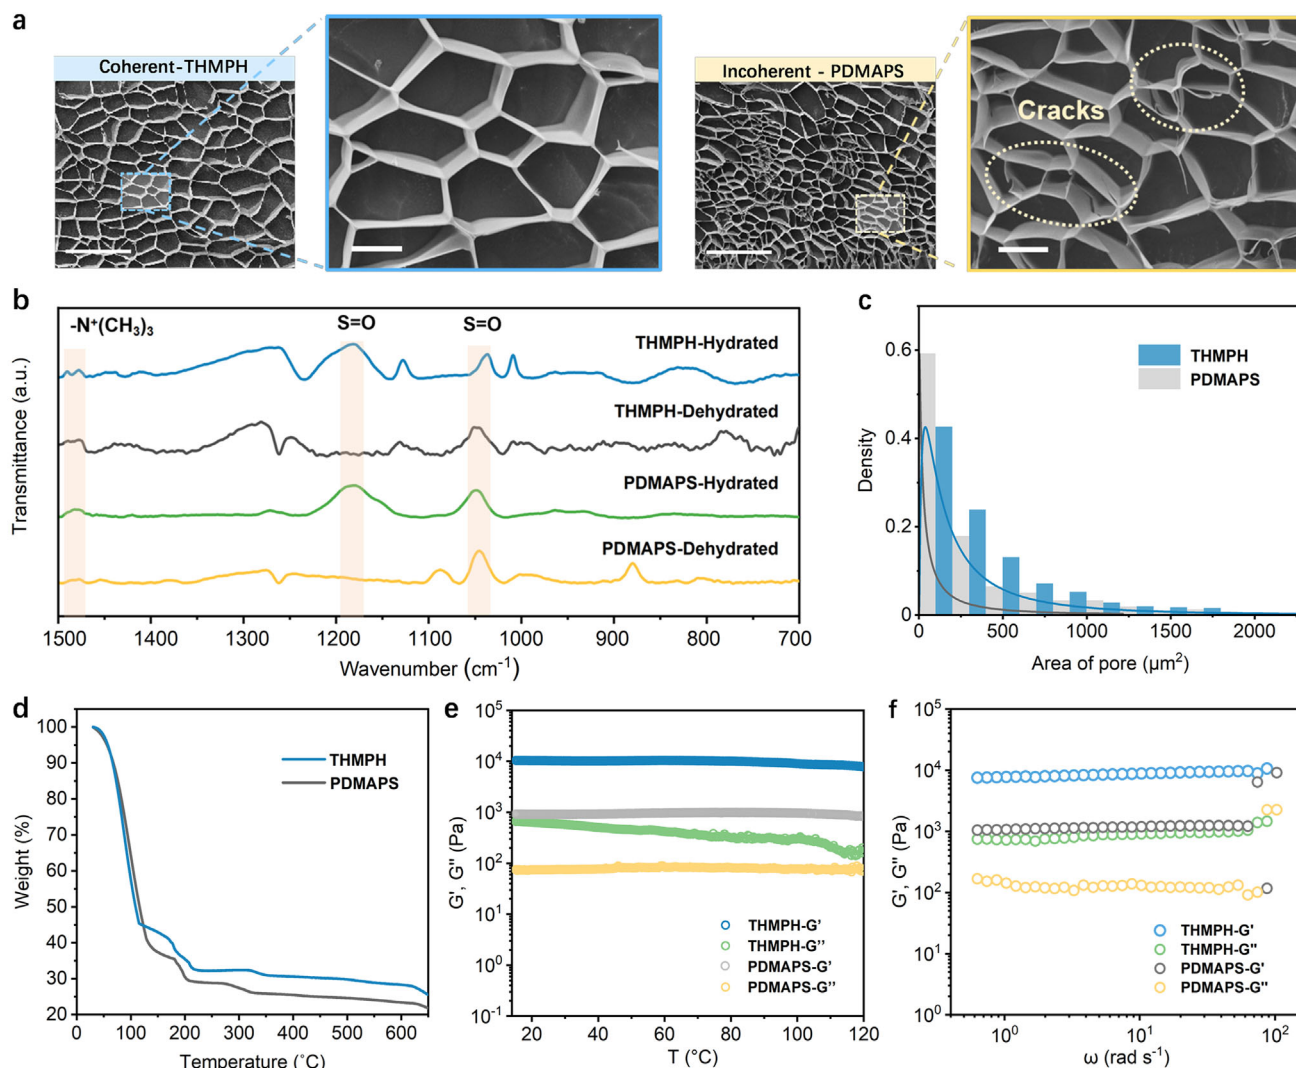 a
Coherent-THMPH
Incoherent - PDMAPS
Cracks
b
-N⁺(CH₃)₃
S=O
S=O
THMPH-Hydrated
THMPH-Dehydrated
PDMAPS-Hydrated
PDMAPS-Dehydrated
Transmittance (a.u.)
1500 1400 1300 1200 1100 1000 900 800 700
Wavenumber (cm⁻¹)
c
THMPH
PDMAPS
Density
0.6
0.4
0.2
0
0 500 1000 1500 2000
Area of pore (µm²)
d
THMPH
PDMAPS
Weight (%)
100
90
80
70
60
50
40
30
20
0 100 200 300 400 500 600
Temperature (˚C)
e
G', G'' (Pa)
10⁵
10⁴
10³
10²
10¹
10⁰
10⁻¹
THMPH-G'
THMPH-G''
PDMAPS-G'
PDMAPS-G''
20 40 60 80 100 120
T (°C)
f
G', G'' (Pa)
10⁵
10⁴
10³
10²
10¹
10⁰
THMPH-G'
THMPH-G"
PDMAPS-G'
PDMAPS-G"
10⁰ 10¹ 10²
ω (rad s⁻¹)